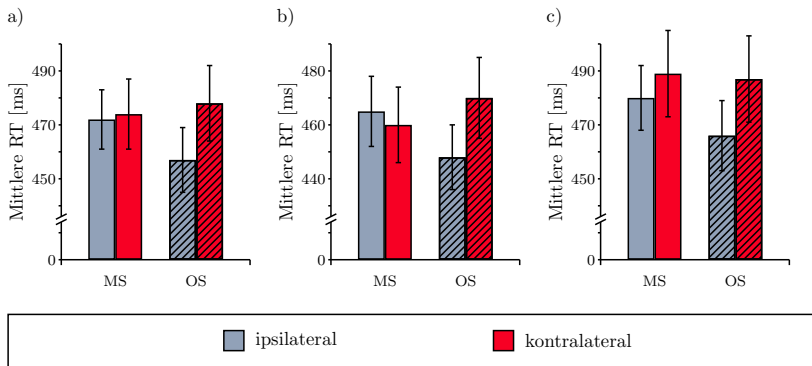 a)
Mittlere RT [ms]
490
470
450
0
MS OS
b)
Mittlere RT [ms]
480
460
440
0
MS OS
c)
Mittlere RT [ms]
490
470
450
0
MS OS
ipsilateral
kontralateral